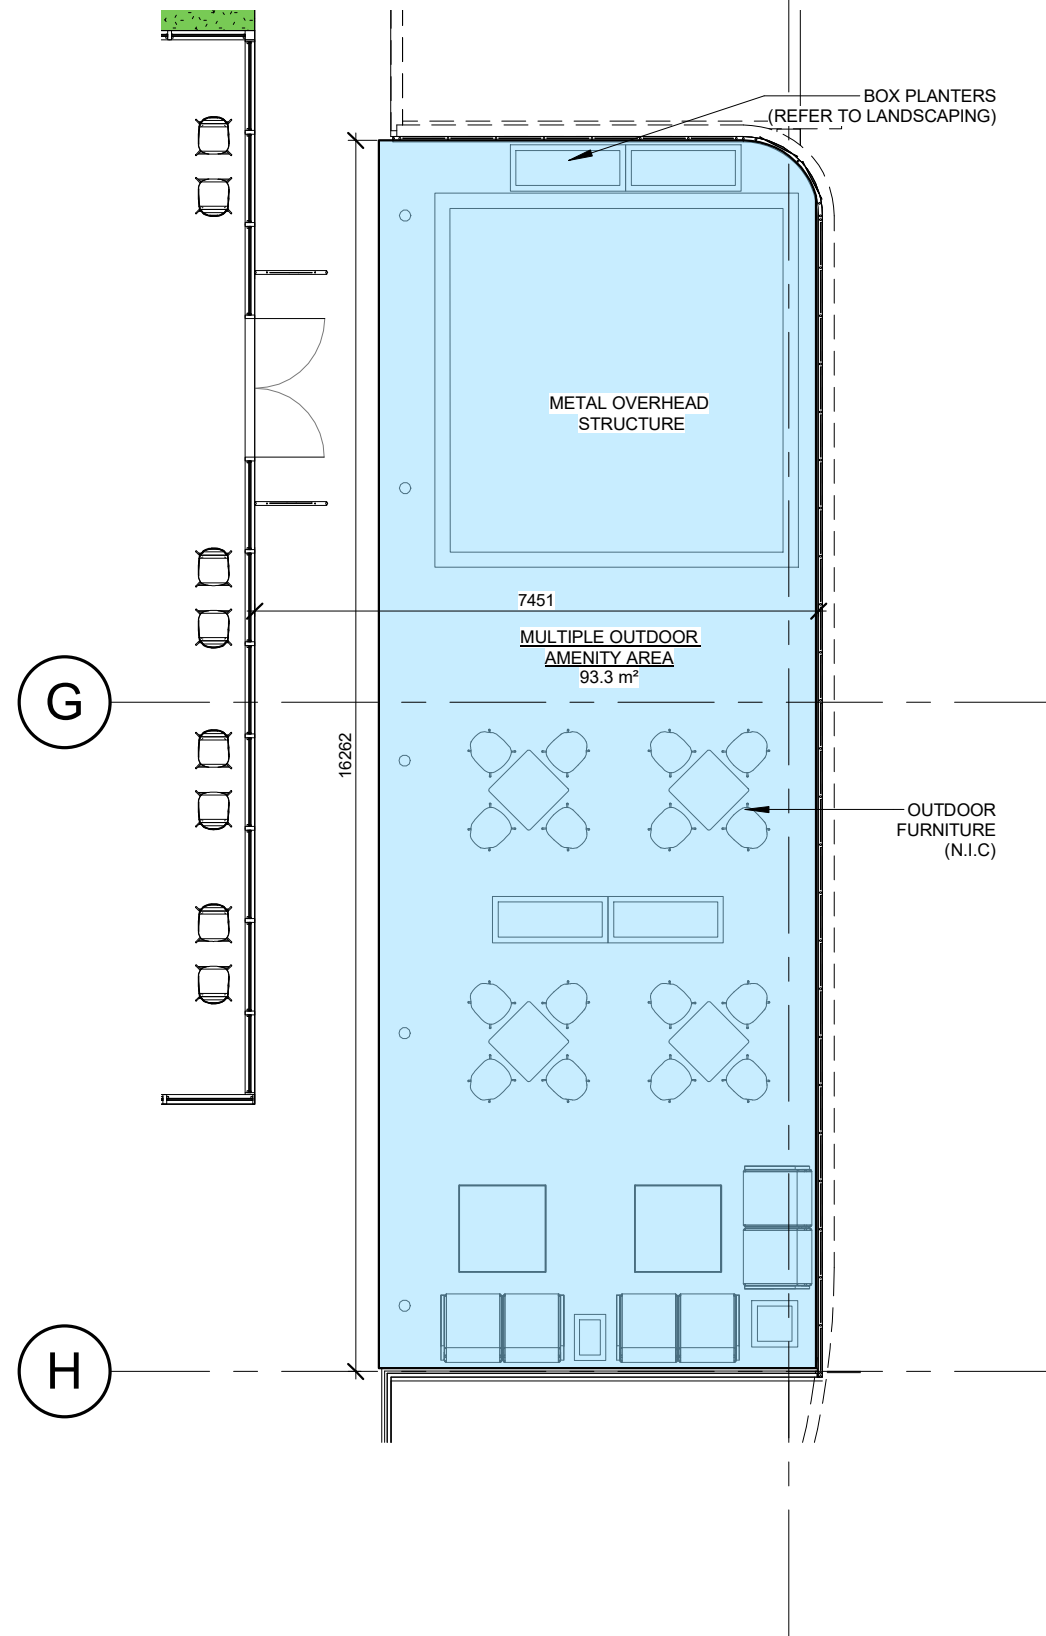 BOX PLANTERS
(REFER TO LANDSCAPING)
METAL OVERHEAD
STRUCTURE
7451
MULTIPLE OUTDOOR
AMENITY AREA
93.3 m²
G
16262
OUTDOOR
FURNITURE
(N.I.C)
H